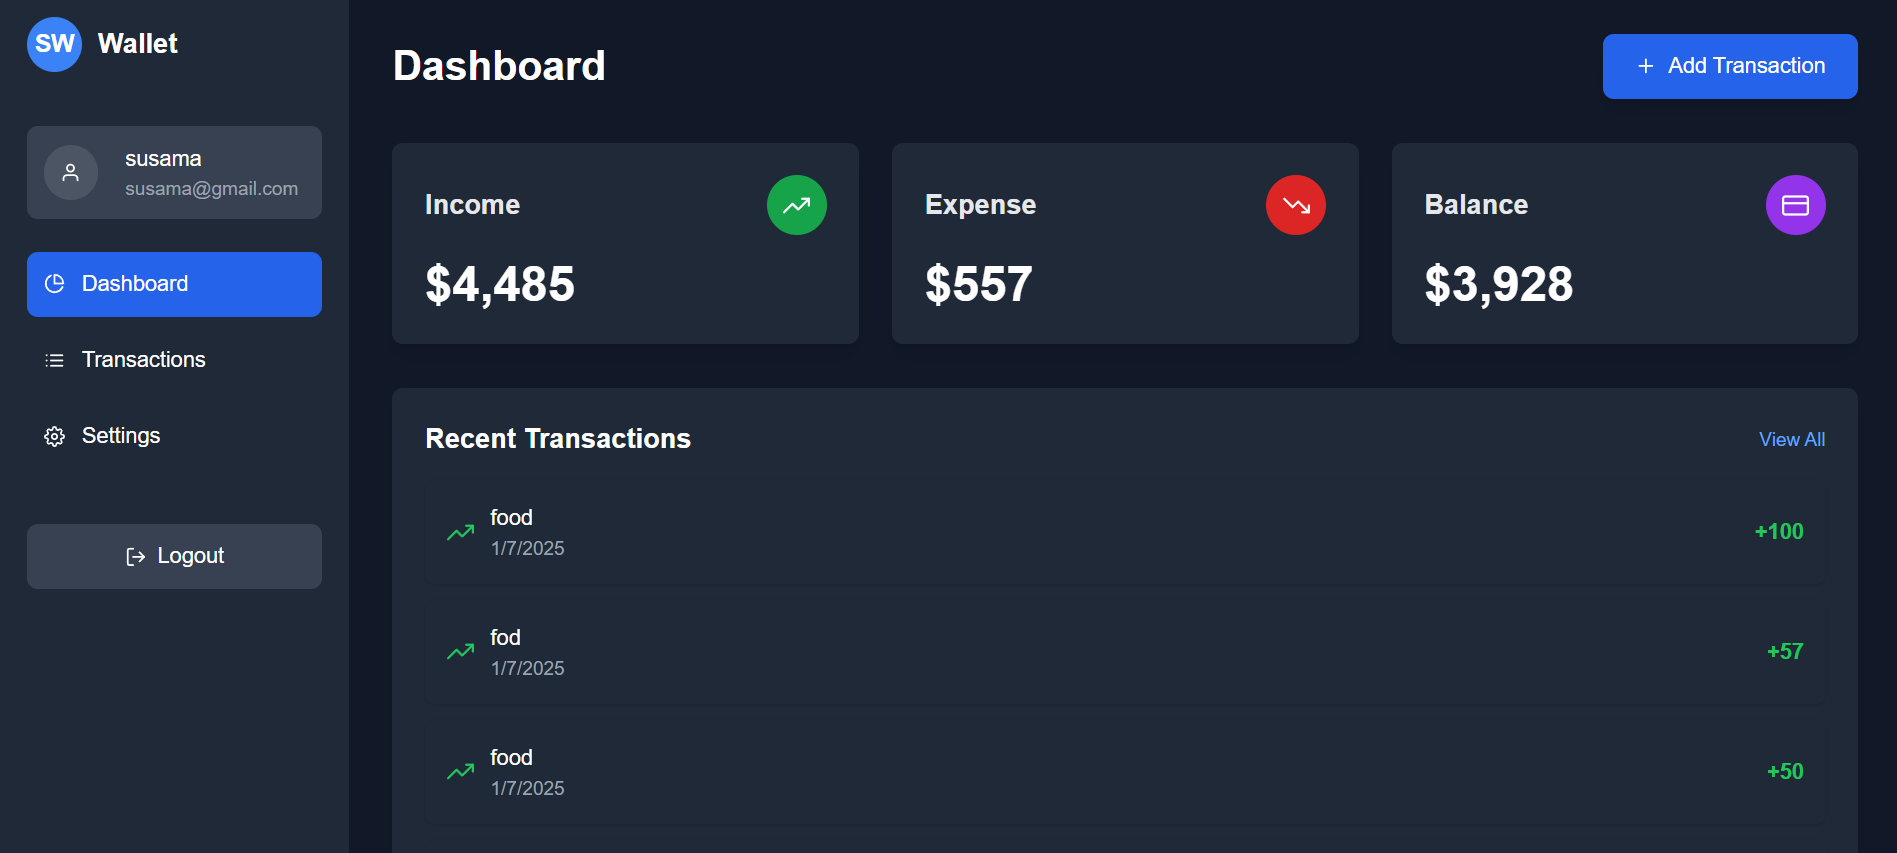 SW Wallet
susama
susama@gmail.com
Dashboard
Transactions
Settings
Logout
Dashboard
Add Transaction
Income
$4,485
Expense
$557
Balance
$3,928
Recent Transactions
View All
food
1/7/2025
+100
fod
1/7/2025
+57
food
1/7/2025
+50